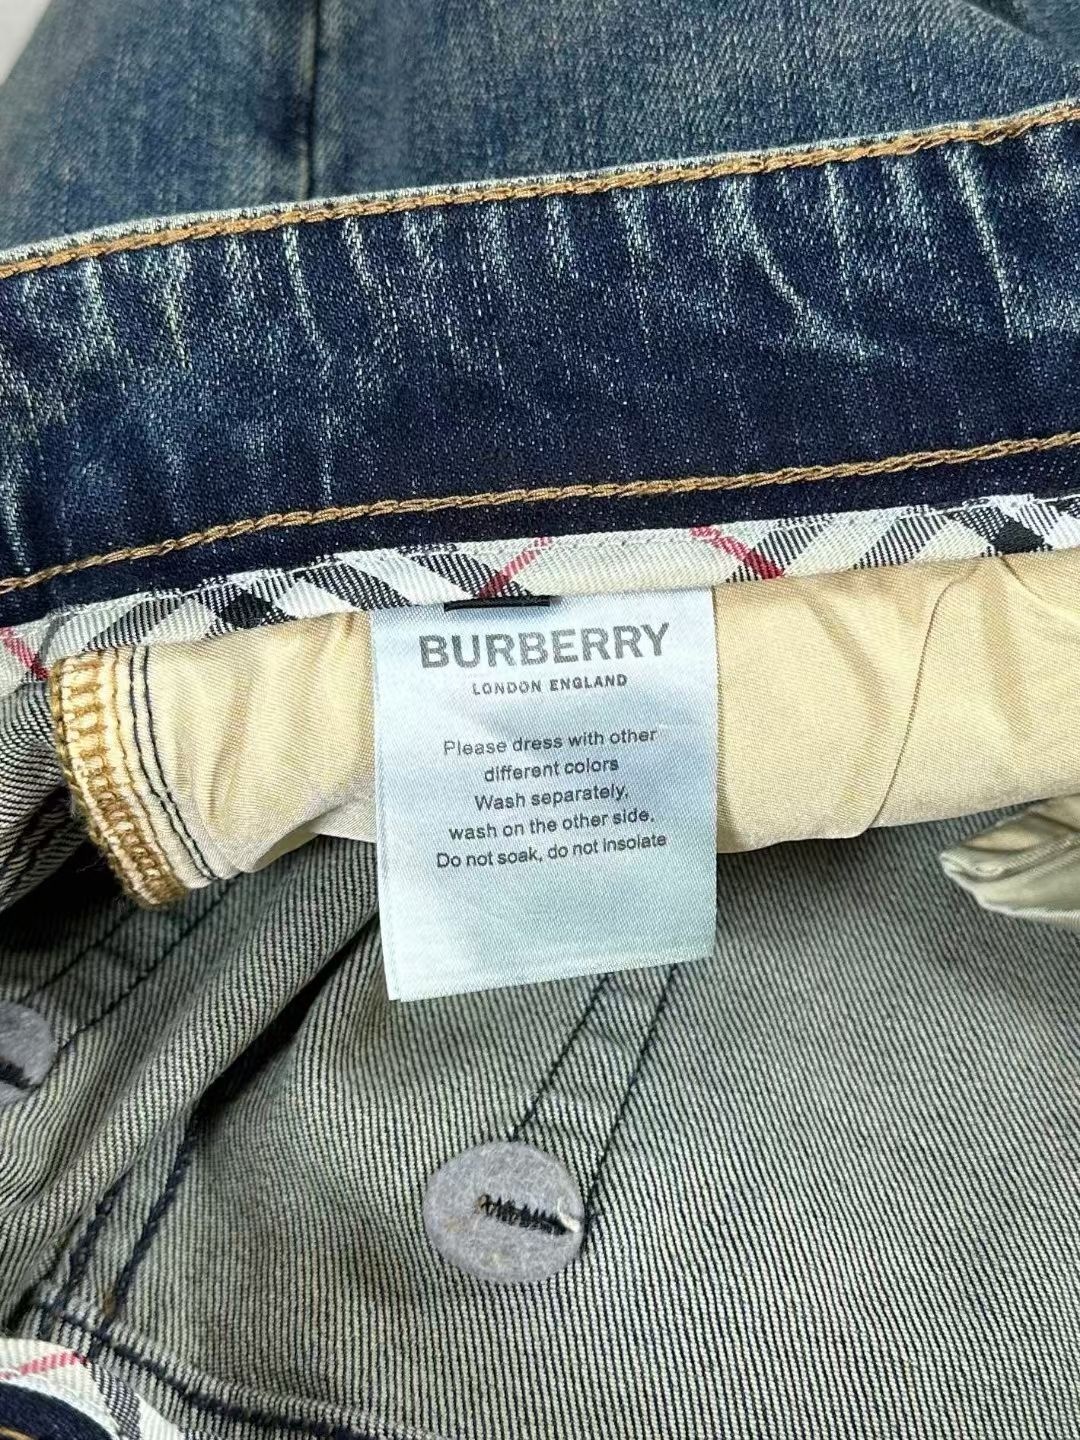 BURBERRY
LONDON ENGLAND
Please dress with other
different colors
Wash separately,
wash on the other side.
Do not soak, do not insolate